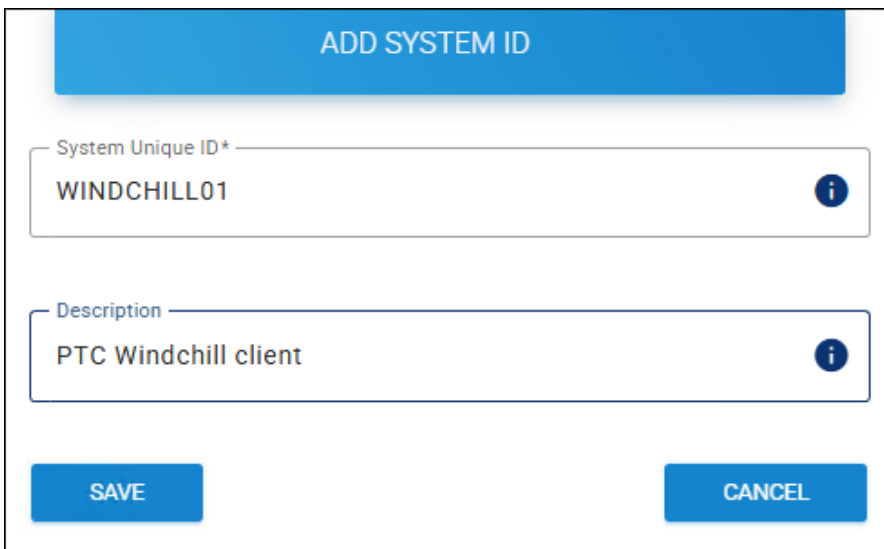 ADD SYSTEM ID
System Unique ID*
WINDCHILL01
Description
PTC Windchill client
SAVE
CANCEL